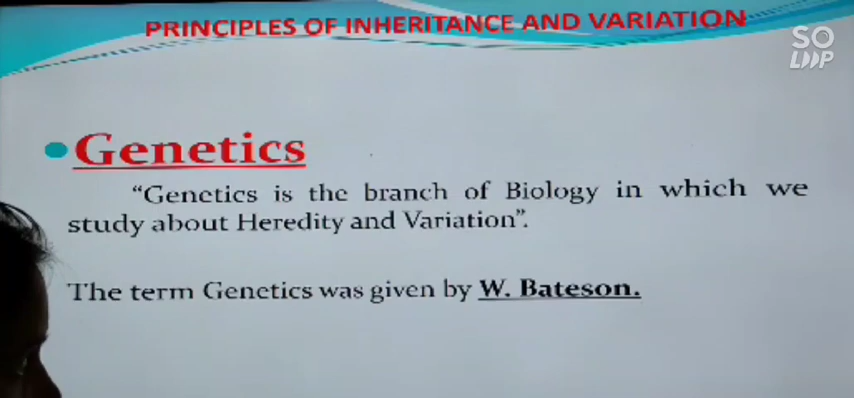 PRINCIPLES OF INHERITANCE AND VARIATION
SO
LOOP
•Genetics
"Genetics is the branch of Biology in which we
study about Heredity and Variation".
The term Genetics was given by W. Bateson.